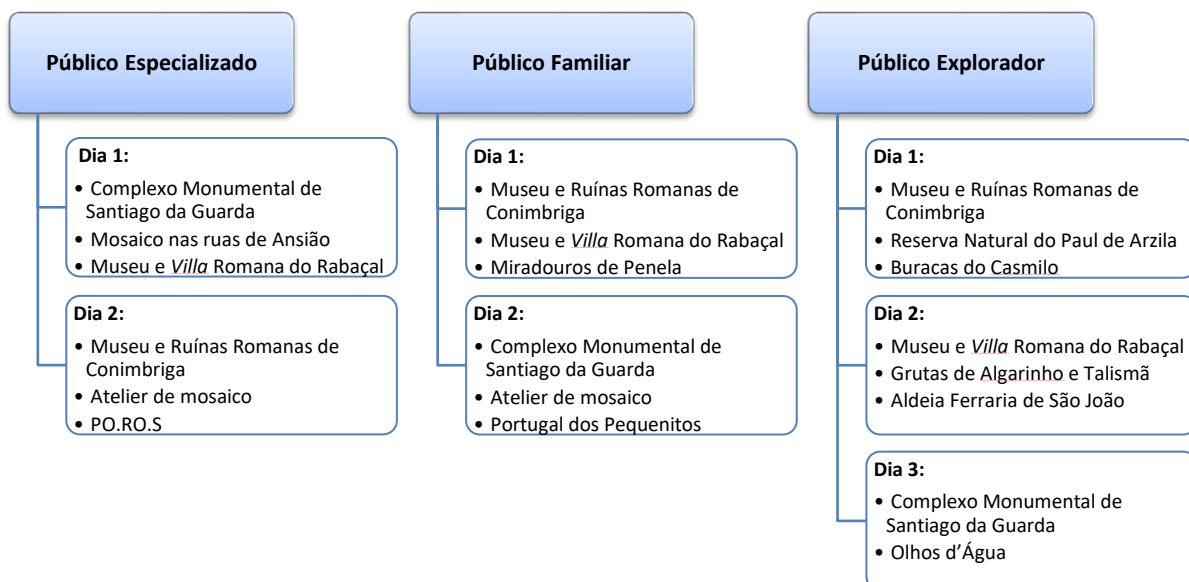 Público Especializado
Dia 1:
• Complexo Monumental de
Santiago da Guarda
• Mosaico nas ruas de Ansião
• Museu e Villa Romana do Rabaçal
Dia 2:
• Museu e Ruínas Romanas de
Conimbriga
• Atelier de mosaico
• PO.RO.S
Público Familiar
Dia 1:
• Museu e Ruínas Romanas de
Conimbriga
• Museu e Villa Romana do Rabaçal
• Miradouros de Penela
Dia 2:
• Complexo Monumental de
Santiago da Guarda
• Atelier de mosaico
• Portugal dos Pequenitos
Público Explorador
Dia 1:
• Museu e Ruínas Romanas de
Conimbriga
• Reserva Natural do Paul de Arzila
• Buracas do Casmilo
Dia 2:
• Museu e Villa Romana do Rabaçal
• Grutas de Algarinho e Talismã
• Aldeia Ferraria de São João
Dia 3:
• Complexo Monumental de
Santiago da Guarda
• Olhos d’Água